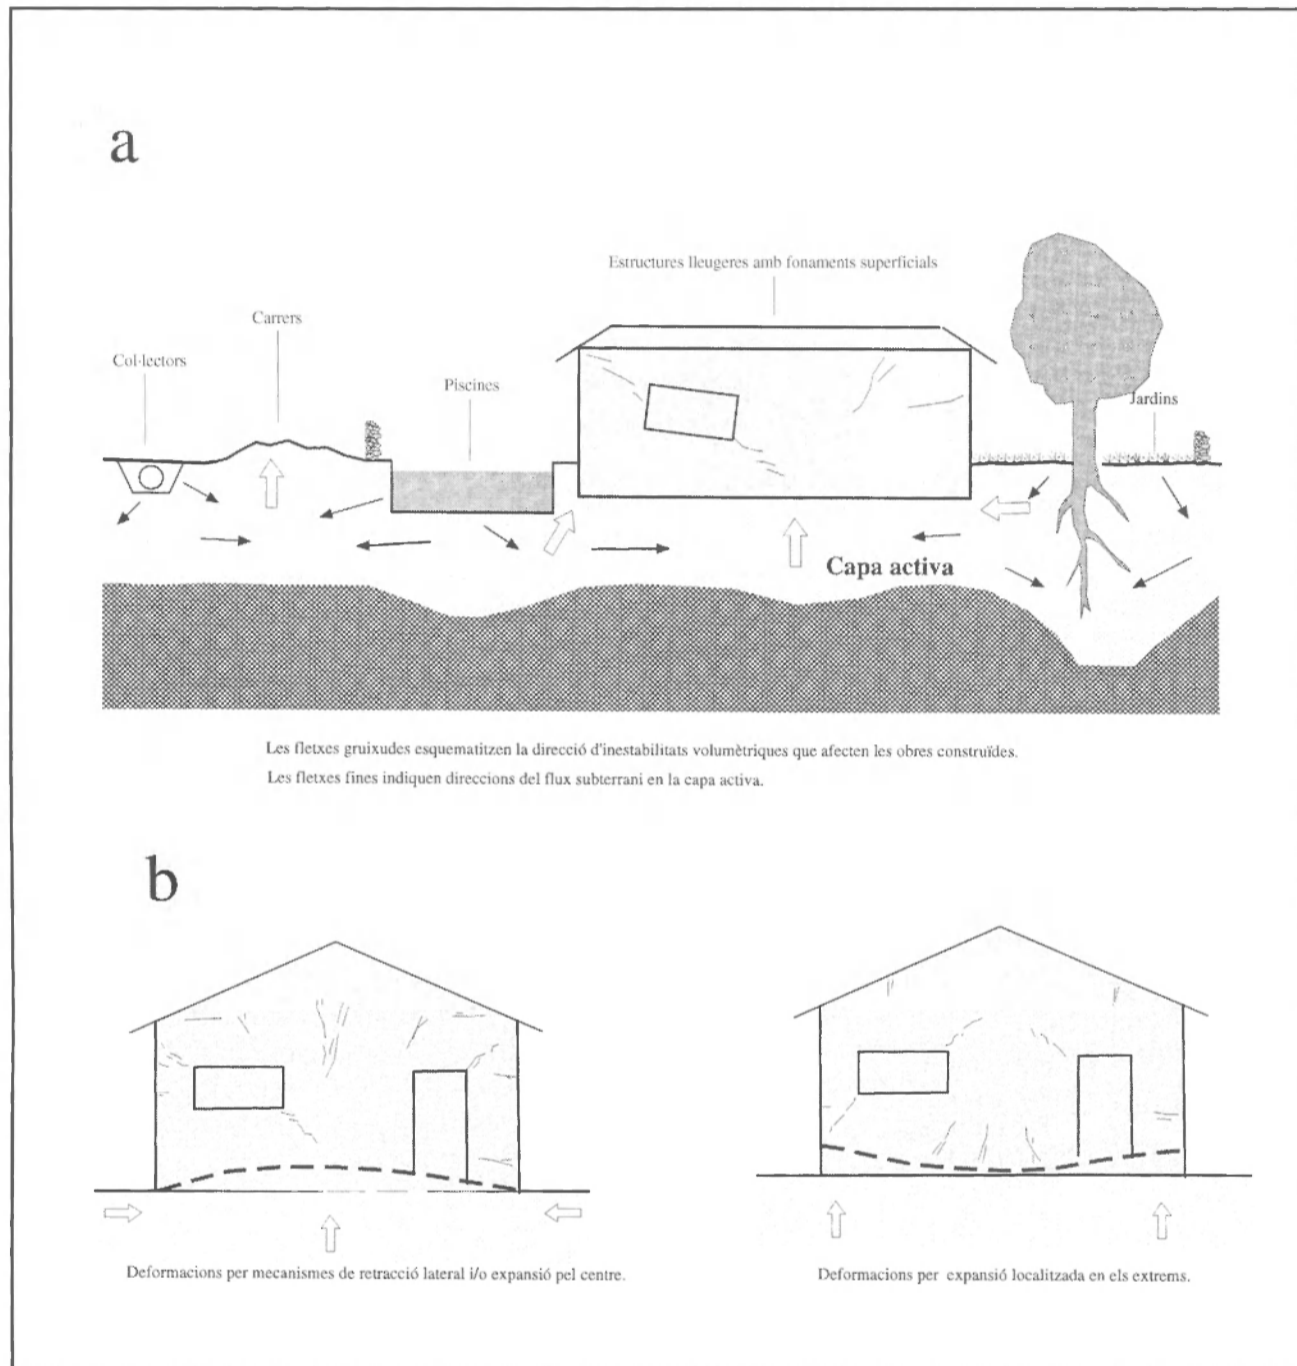 a
Estructures lleugeres amb fonaments superficials
Carrers
Col·lectors
Piscines
Jardins
Capa activa
Les fletxes gruixudes esquematitzen la direcció d'inestabilitats volumètriques que afecten les obres construïdes.
Les fletxes fines indiquen direccions del flux subterrani en la capa activa.
b
Deformacions per mecanismes de retracció lateral i/o expansió pel centre.
Deformacions per expansió localitzada en els extrems.